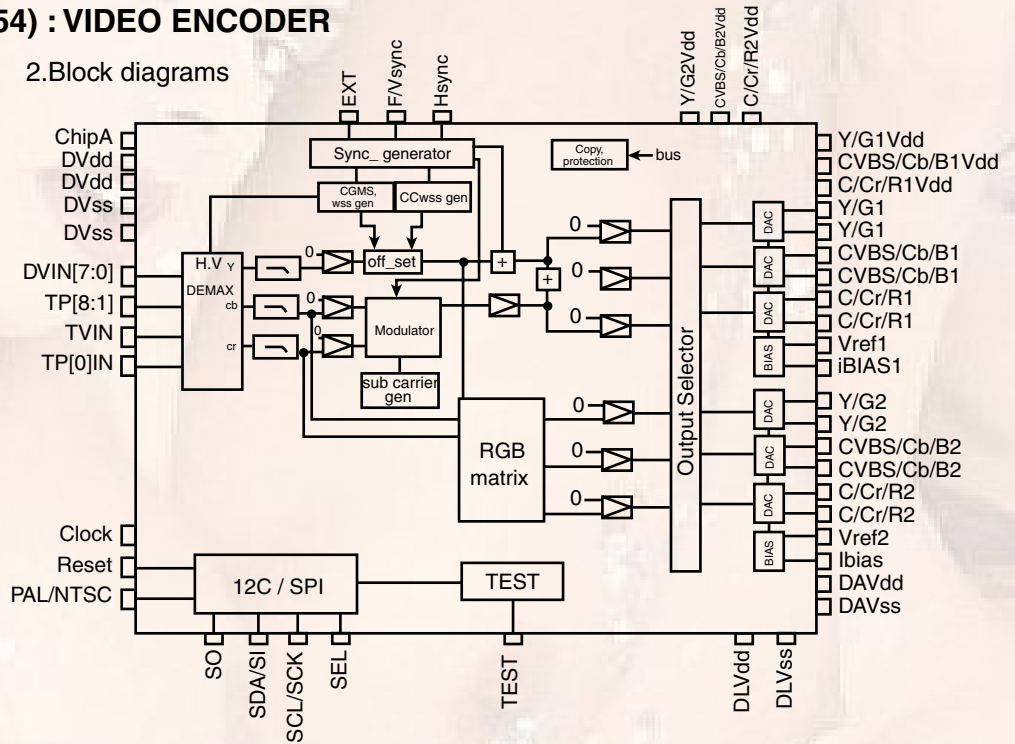 54) : VIDEO ENCODER
2.Block diagrams
EXT
F/Vsync
Hsync
Y/G2Vdd
CVBS/Cb/B2Vdd
C/Cr/R2Vdd
ChipA
DVdd
DVdd
DVss
DVss
DVIN[7:0]
TP[8:1]
TVIN
TP[0]IN
Clock
Reset
PAL/NTSC
Sync_ generator
CGMS,
wss gen
CCwss gen
Copy,
protection
bus
H.V
Y
DEMAX
cb
cr
0
off_set
+
0
0
Modulator
sub carrier
gen
+
0
0
0
RGB
matrix
0
0
0
Output Selector
DAC
DAC
DAC
BIAS
DAC
DAC
DAC
BIAS
Y/G1Vdd
CVBS/Cb/B1Vdd
C/Cr/R1Vdd
Y/G1
Y/G1
CVBS/Cb/B1
CVBS/Cb/B1
C/Cr/R1
C/Cr/R1
Vref1
iBIAS1
Y/G2
Y/G2
CVBS/Cb/B2
CVBS/Cb/B2
C/Cr/R2
C/Cr/R2
Vref2
Ibias
DAVdd
DAVss
12C / SPI
TEST
SO
SDA/SI
SCL/SCK
SEL
TEST
DLVdd
DLVss